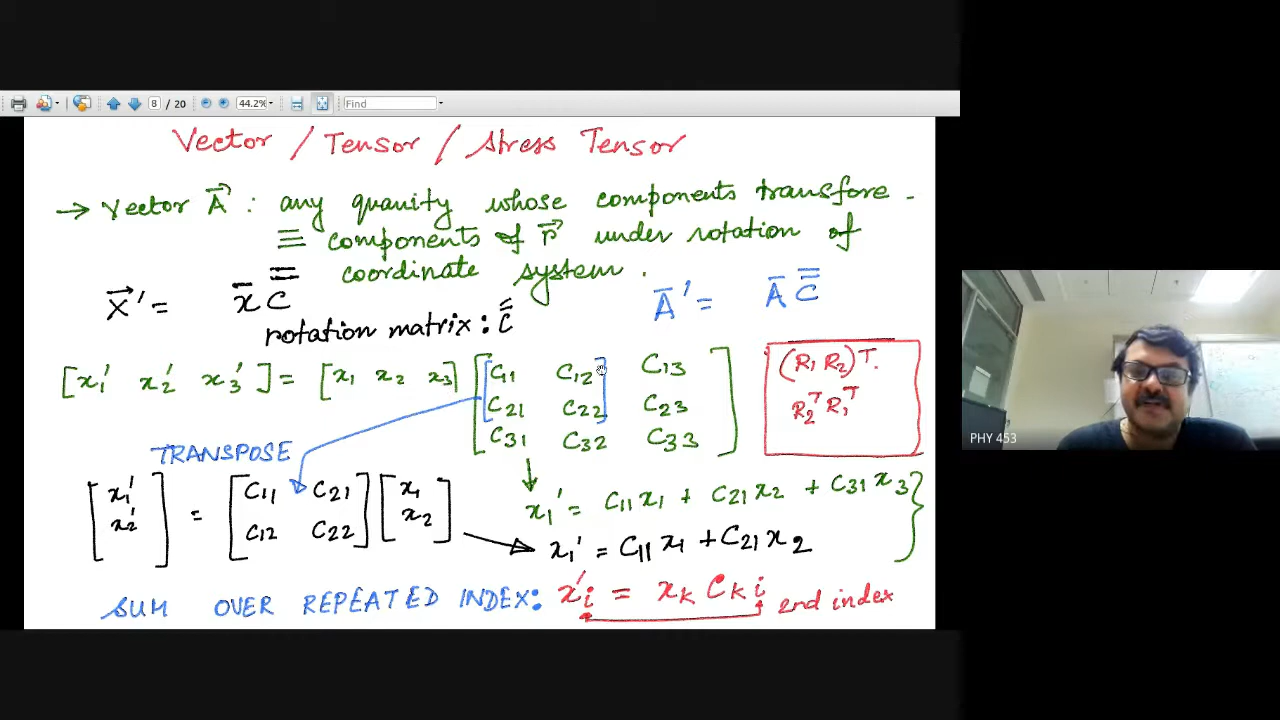 8 / 20 44.2% Find
Vector / Tensor / Stress Tensor
→ Vector A⃗ : any quanity whose components transfore -
≡ components of r⃗ under rotation of
coordinate system .
X⃗' = x̄ C̿
Ā' = Ā C̿
rotation matrix : C̿
[x₁' x₂' x₃'] = [x₁ x₂ x₃] [C11 C12 C13
C21 C22 C23
C31 C32 C33]
(R₁ R₂)ᵀ.
R₂ᵀ R₁ᵀ
PHY 453
TRANSPOSE
[x₁' x₂'] = [C11 C21
C12 C22] [x₁ x₂]
x₁' = C11 x₁ + C21 x₂ + C31 x₃ }
x₁' = C11 x₁ + C21 x₂
SUM OVER REPEATED INDEX: x'i = xk Cki 2nd index